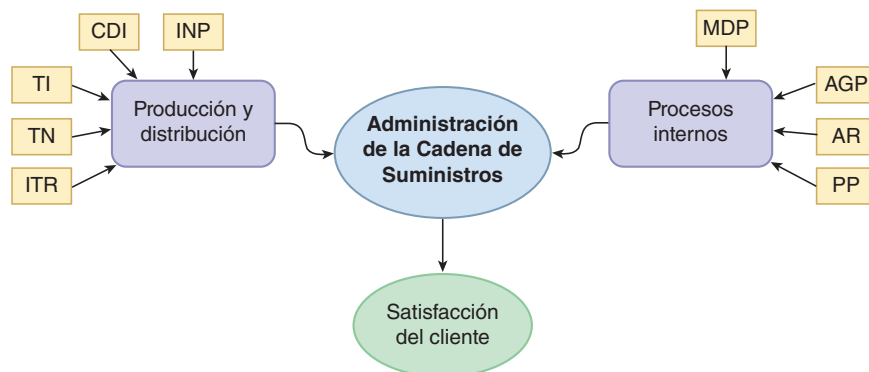 CDI
INP
TI
TN
ITR
Producción y
distribución
Administración
de la Cadena de
Suministros
MDP
Procesos
internos
AGP
AR
PP
Satisfacción
del cliente